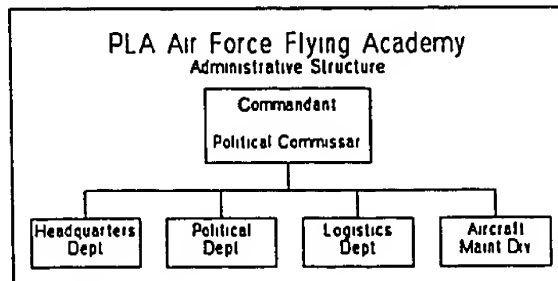 PLA Air Force Flying Academy
Administrative Structure
Commandant
Political Commissar
Headquarters
Dept
Political
Dept
Logistics
Dept
Aircraft
Maint Div